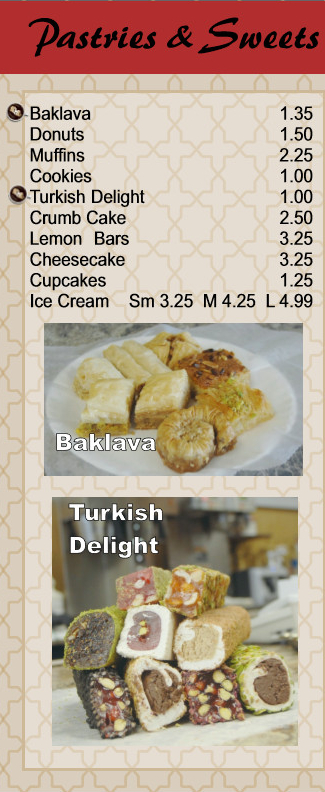 Pastries & Sweets
Baklava 1.35
Donuts 1.50
Muffins 2.25
Cookies 1.00
Turkish Delight 1.00
Crumb Cake 2.50
Lemon Bars 3.25
Cheesecake 3.25
Cupcakes 1.25
Ice Cream Sm 3.25 M 4.25 L 4.99
Baklava
Turkish
Delight